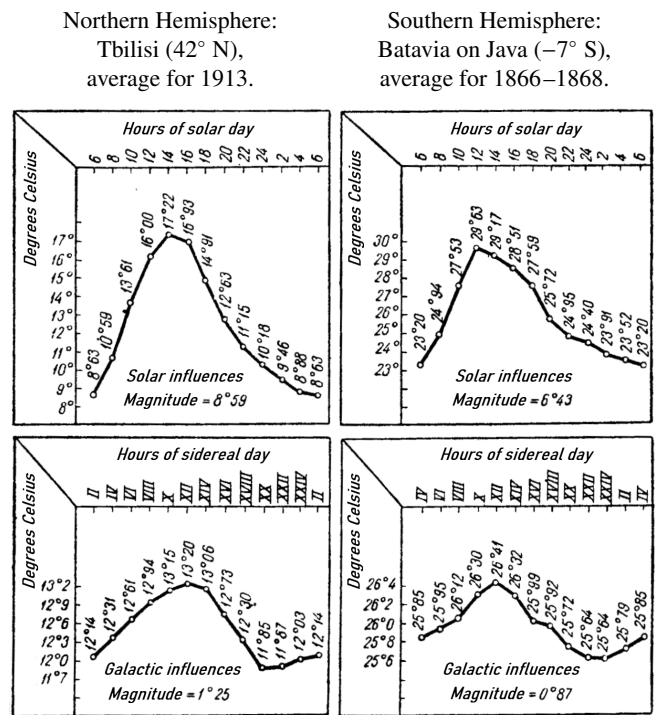 Northern Hemisphere:
Tbilisi (42° N),
average for 1913.
Southern Hemisphere:
Batavia on Java (−7° S),
average for 1866–1868.
Hours of solar day
6 8 10 12 14 16 18 20 22 24 2 4 6
Degrees Celsius
17°
16°
15°
14°
13°
12°
11°
10°
9°
8°
8°63 10°59 13°61 16°00 17°22 16°93 14°91 12°63 11°15 10°18 9°46 8°88 8°63
Solar influences
Magnitude = 8°59
Hours of solar day
6 8 10 12 14 16 18 20 22 24 2 4 6
Degrees Celsius
30°
29°
28°
27°
26°
25°
24°
23°
23°20 24°94 27°53 29°63 29°17 28°51 27°59 25°72 24°95 24°40 23°91 23°52 23°20
Solar influences
Magnitude = 6°43
Hours of sidereal day
II IV VI VIII X XII XIV XVI XVIII XX XXII XXIV II
Degrees Celsius
13°2
12°9
12°6
12°3
12°0
11°7
12°14 12°31 12°61 12°94 13°15 13°20 13°06 12°73 12°30 11°85 11°87 12°03 12°14
Galactic influences
Magnitude = 1°25
Hours of sidereal day
IV VI VIII X XII XIV XVI XVIII XX XXII XXIV II IV
Degrees Celsius
26°4
26°2
26°0
25°8
25°6
25°85 25°95 26°12 26°30 26°41 26°32 25°99 25°92 25°72 25°64 25°64 25°79 25°85
Galactic influences
Magnitude = 0°87